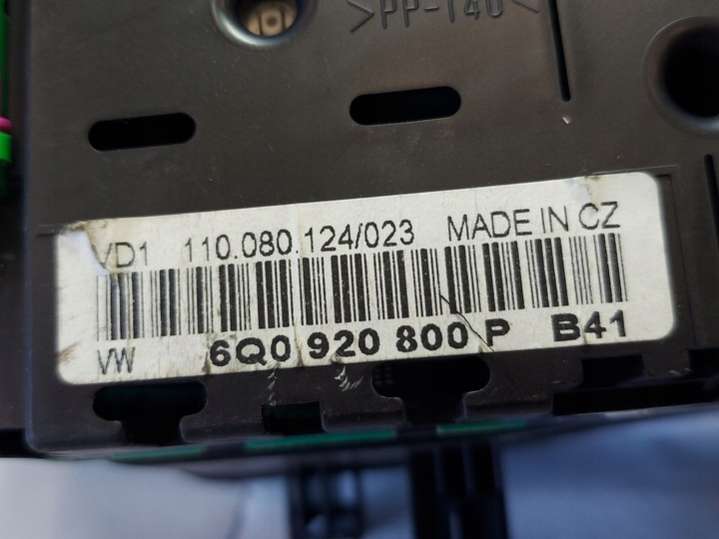 >PP-T40<
VD1 110.080.124/023 MADE IN CZ
VW 6Q0 920 800 P B41